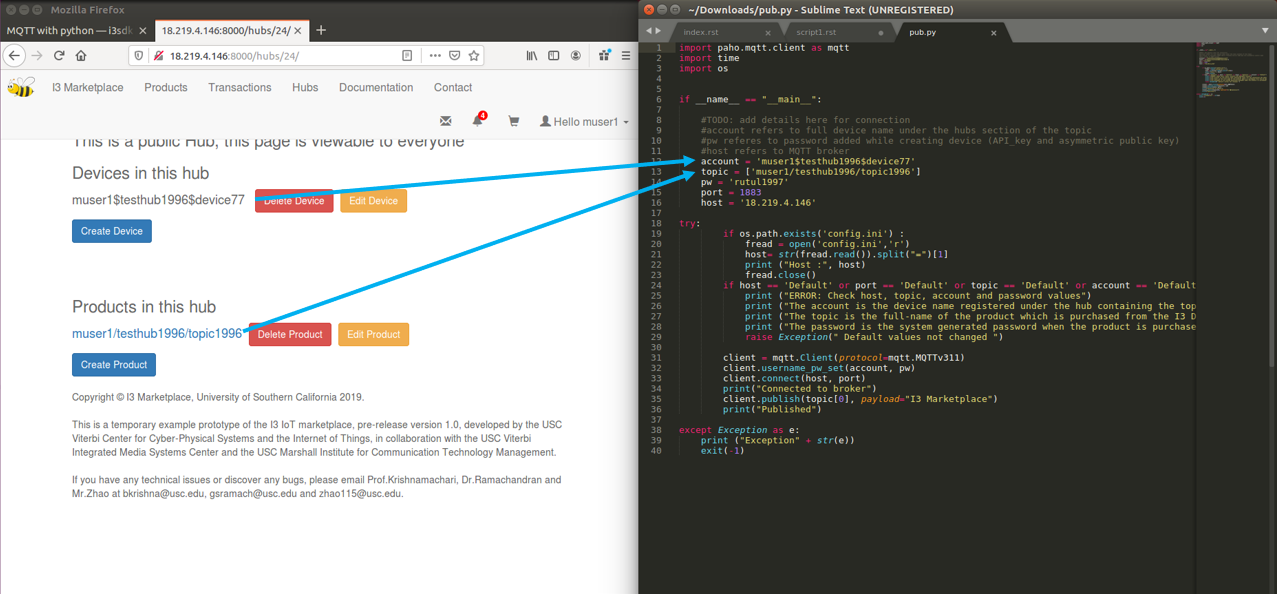 Mozilla Firefox
MQTT with python — i3sdk
18.219.4.146:8000/hubs/24/
18.219.4.146:8000/hubs/24/
I3 Marketplace Products Transactions Hubs Documentation Contact
4
Hello muser1
This is a public Hub, this page is viewable to everyone
Devices in this hub
muser1$testhub1996$device77 Delete Device Edit Device
Create Device
Products in this hub
muser1/testhub1996/topic1996 Delete Product Edit Product
Create Product
Copyright © I3 Marketplace, University of Southern California 2019.
This is a temporary example prototype of the I3 IoT marketplace, pre-release version 1.0, developed by the USC
Viterbi Center for Cyber-Physical Systems and the Internet of Things, in collaboration with the USC Viterbi
Integrated Media Systems Center and the USC Marshall Institute for Communication Technology Management.
If you have any technical issues or discover any bugs, please email Prof.Krishnamachari, Dr.Ramachandran and
Mr.Zhao at bkrishna@usc.edu, gsramach@usc.edu and zhao115@usc.edu.
~/Downloads/pub.py - Sublime Text (UNREGISTERED)
index.rst script1.rst pub.py
1 import paho.mqtt.client as mqtt
2 import time
3 import os
4
5
6 if __name__ == "__main__":
7
8 #TODO: add details here for connection
9 #account refers to full device name under the hubs section of the topic
10 #pw referes to password added while creating device (API_key and asymmetric public key)
11 #host refers to MQTT broker
12 account = 'muser1$testhub1996$device77'
13 topic = ['muser1/testhub1996/topic1996']
14 pw = 'rutul1997'
15 port = 1883
16 host = '18.219.4.146'
17
18 try:
19 if os.path.exists('config.ini') :
20 fread = open('config.ini','r')
21 host= str(fread.read()).split("=")[1]
22 print ("Host :", host)
23 fread.close()
24 if host == 'Default' or port == 'Default' or topic == 'Default' or account == 'Default
25 print ("ERROR: Check host, topic, account and password values")
26 print ("The account is the device name registered under the hub containing the top
27 print ("The topic is the full-name of the product which is purchased from the I3 D
28 print ("The password is the system generated password when the product is purchase
29 raise Exception(" Default values not changed ")
30
31 client = mqtt.Client(protocol=mqtt.MQTTv311)
32 client.username_pw_set(account, pw)
33 client.connect(host, port)
34 print("Connected to broker")
35 client.publish(topic[0], payload="I3 Marketplace")
36 print("Published")
37
38 except Exception as e:
39 print ("Exception" + str(e))
40 exit(-1)